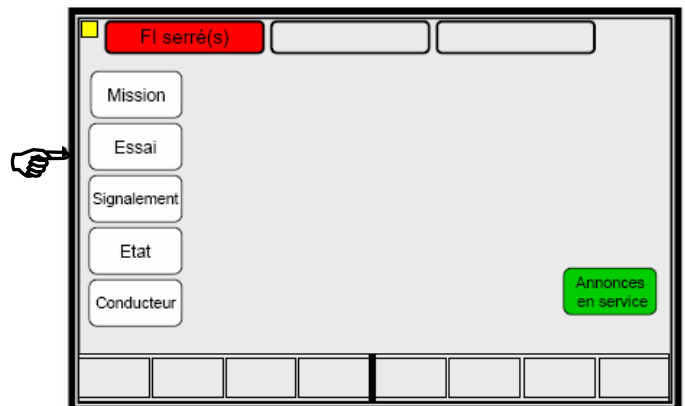 FI serré(s)
Mission
Essai
Signalement
Etat
Conducteur
Annonces
en service